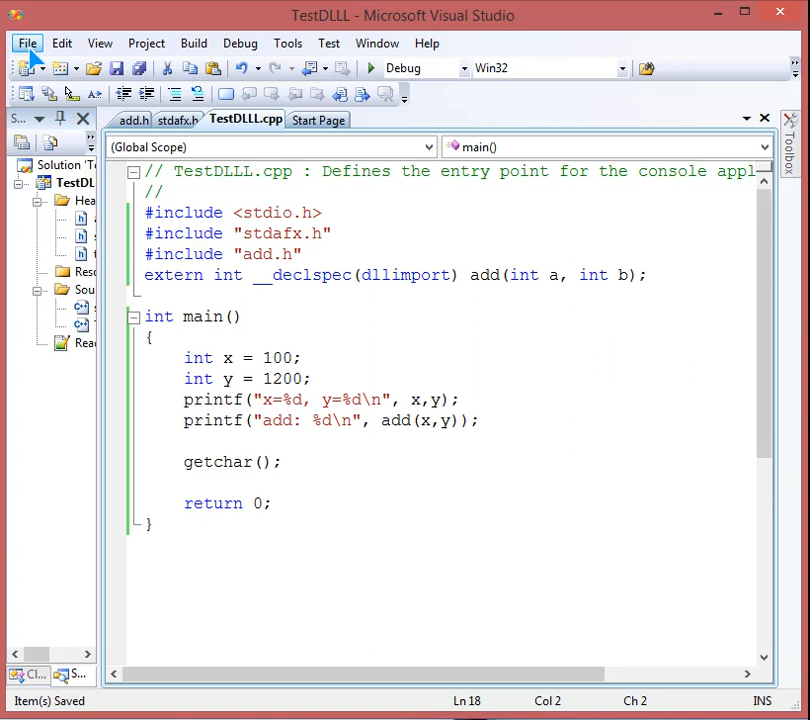 TestDLLL - Microsoft Visual Studio
File Edit View Project Build Debug Tools Test Window Help
Debug Win32
S... add.h stdafx.h TestDLLL.cpp Start Page
(Global Scope) main()
Toolbox
Solution 'Te
TestDL
Hea
h
h
h
Reso
Sou
Read
// TestDLLL.cpp : Defines the entry point for the console appl
//
#include <stdio.h>
#include "stdafx.h"
#include "add.h"
extern int __declspec(dllimport) add(int a, int b);
int main()
{
int x = 100;
int y = 1200;
printf("x=%d, y=%d\n", x,y);
printf("add: %d\n", add(x,y));
getchar();
return 0;
}
Cl... S...
Item(s) Saved Ln 18 Col 2 Ch 2 INS